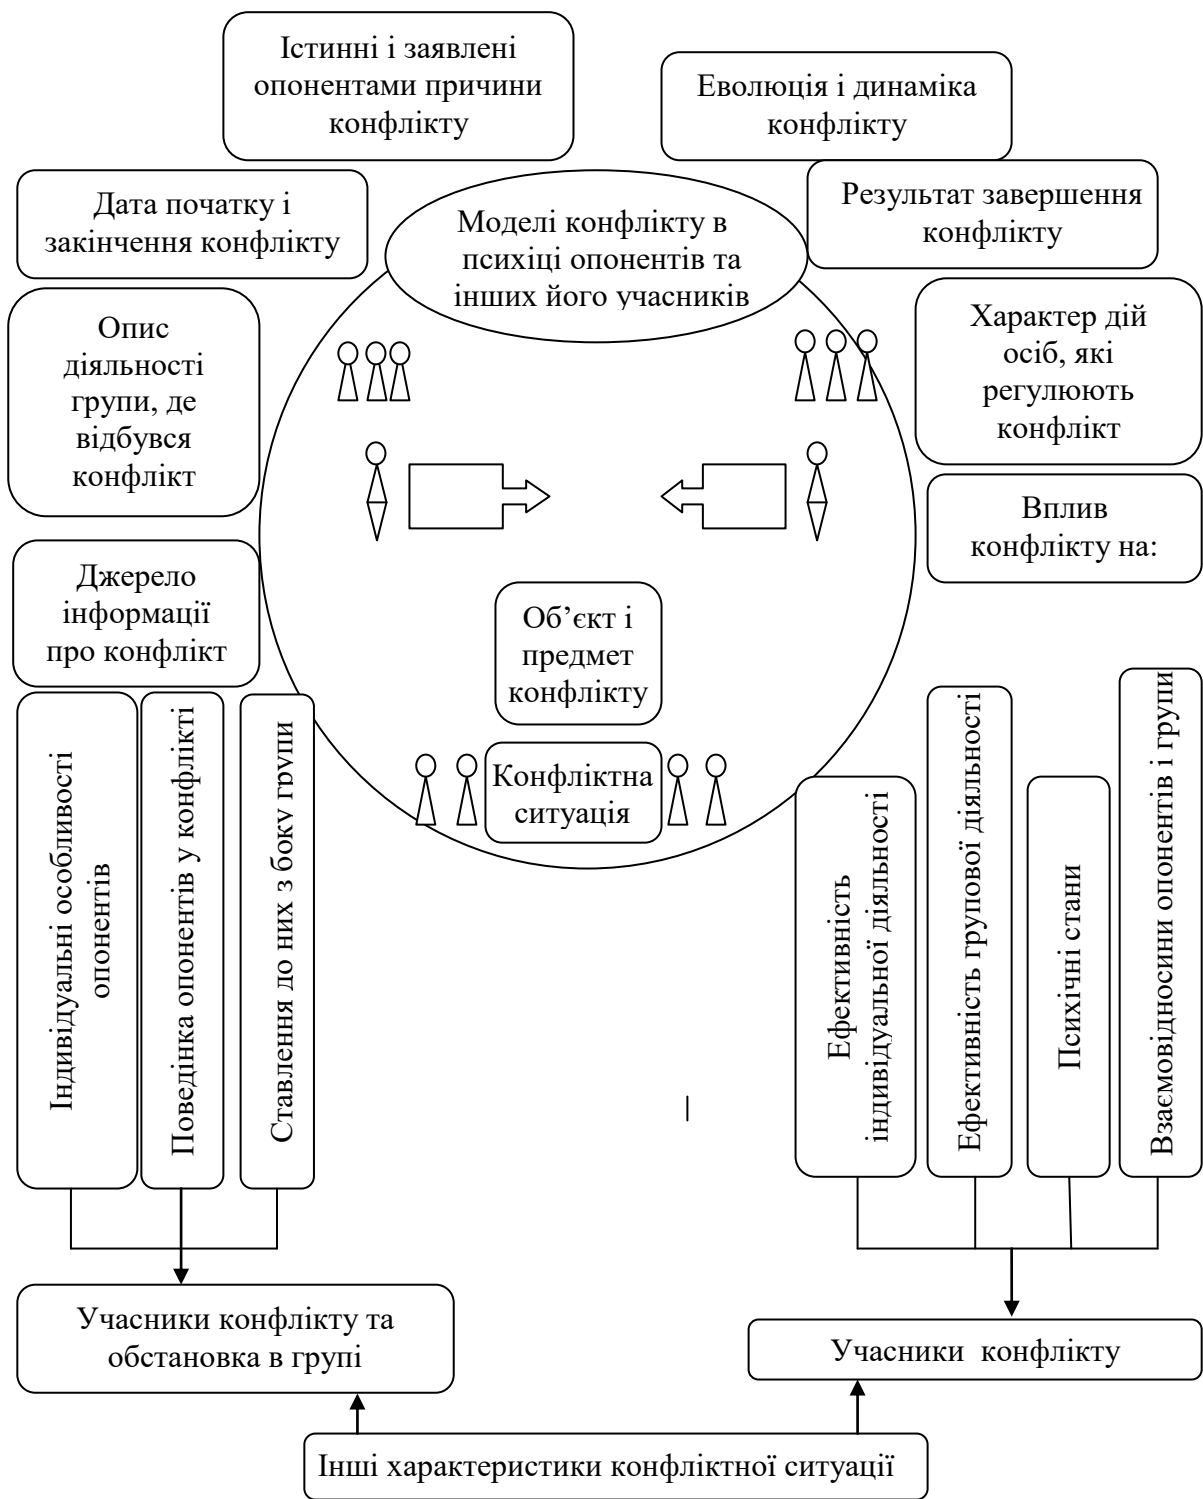 Істинні і заявлені
опонентами причини
конфлікту
Еволюція і динаміка
конфлікту
Дата початку і
закінчення конфлікту
Моделі конфлікту в
психіці опонентів та
інших його учасників
Результат завершення
конфлікту
Опис
діяльності
групи, де
відбувся
конфлікт
Характер дій
осіб, які
регулюють
конфлікт
Вплив
конфлікту на:
Джерело
інформації
про конфлікт
Об’єкт і
предмет
конфлікту
Конфліктна
ситуація
Індивідуальні особливості
опонентів
Поведінка опонентів у конфлікті
Ставлення до них з боку групи
Ефективність
індивідуальної діяльності
Ефективність групової діяльності
Психічні стани
Взаємовідносини опонентів і групи
Учасники конфлікту та
обстановка в групі
Учасники конфлікту
Інші характеристики конфліктної ситуації